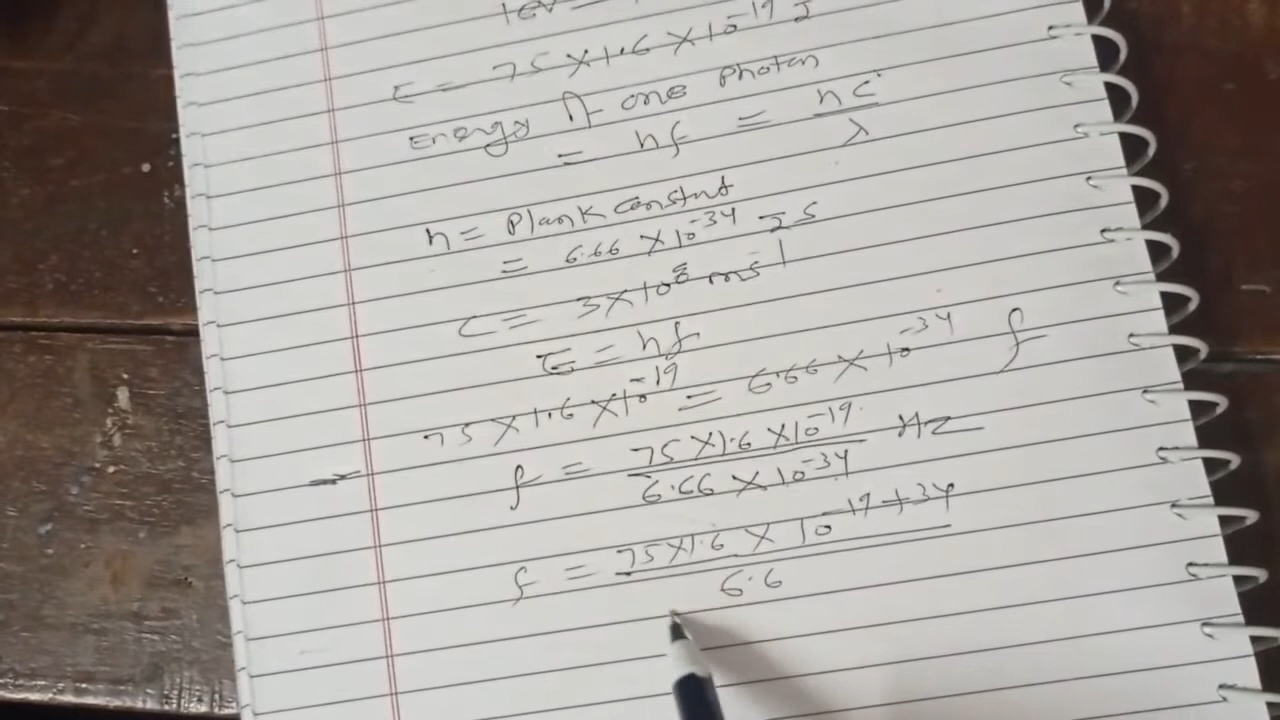 1eV =
E = 75 × 1.6 × 10⁻¹⁹ J
Energy of one Photon
= hf = hc/λ
h = Plank constant
= 6.66 × 10⁻³⁴ JS
C = 3 × 10⁸ ms⁻¹
E = hf
75 × 1.6 × 10⁻¹⁹ = 6.66 × 10⁻³⁴ f
f = 75 × 1.6 × 10⁻¹⁹ / 6.66 × 10⁻³⁴ Hz
f = 75 × 1.6 × 10⁻¹⁹⁺³⁴ / 6.6